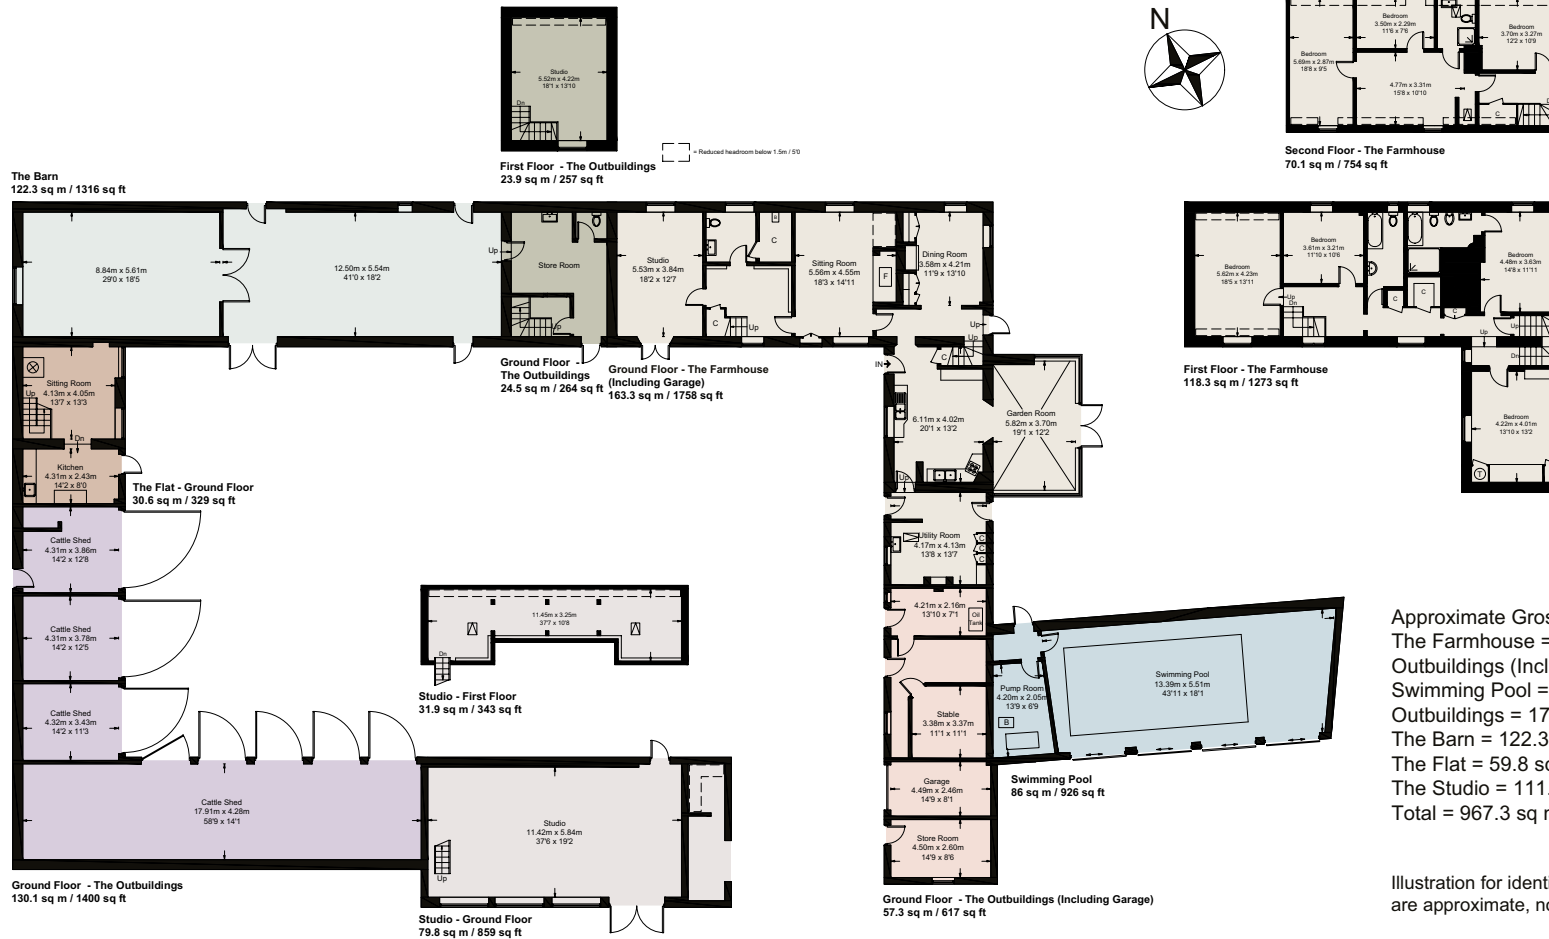 N
Studio
5.52m x 4.22m
18'1 x 13'10
Dn
First Floor - The Outbuildings
23.9 sq m / 257 sq ft
= Reduced headroom below 1.5m / 5'0
Bedroom
3.50m x 2.29m
11'6 x 7'6
Bedroom
5.69m x 2.87m
18'8 x 9'5
Bedroom
3.70m x 3.27m
12'2 x 10'9
4.77m x 3.31m
15'8 x 10'10
C
Second Floor - The Farmhouse
70.1 sq m / 754 sq ft
The Barn
122.3 sq m / 1316 sq ft
8.84m x 5.61m
29'0 x 18'5
12.50m x 5.54m
41'0 x 18'2
Up
Store Room
Up
Ground Floor -
The Outbuildings
24.5 sq m / 264 sq ft
Studio
5.53m x 3.84m
18'2 x 12'7
B
C
C
Up
Sitting Room
5.56m x 4.55m
18'3 x 14'11
F
Dining Room
3.58m x 4.21m
11'9 x 13'10
Up
Up
C
IN
Ground Floor - The Farmhouse
(Including Garage)
163.3 sq m / 1758 sq ft
6.11m x 4.02m
20'1 x 13'2
Garden Room
5.82m x 3.70m
19'1 x 12'2
Up
Utility Room
4.17m x 4.13m
13'8 x 13'7
C
C
C
Bedroom
5.62m x 4.23m
18'5 x 13'11
Bedroom
3.61m x 3.21m
11'10 x 10'6
Up
Dn
C
C
C
Bedroom
4.48m x 3.63m
14'8 x 11'11
Up
Up
Dn
Bedroom
4.22m x 4.01m
13'10 x 13'2
T
First Floor - The Farmhouse
118.3 sq m / 1273 sq ft
Sitting Room
4.13m x 4.05m
13'7 x 13'3
Up
Dn
Kitchen
4.31m x 2.43m
14'2 x 8'0
The Flat - Ground Floor
30.6 sq m / 329 sq ft
Cattle Shed
4.31m x 3.86m
14'2 x 12'8
Cattle Shed
4.31m x 3.78m
14'2 x 12'5
Cattle Shed
4.32m x 3.43m
14'2 x 11'3
Cattle Shed
17.91m x 4.28m
58'9 x 14'1
Ground Floor - The Outbuildings
130.1 sq m / 1400 sq ft
11.45m x 3.25m
37'7 x 10'8
Dn
Studio - First Floor
31.9 sq m / 343 sq ft
Studio
11.42m x 5.84m
37'6 x 19'2
Up
Studio - Ground Floor
79.8 sq m / 859 sq ft
4.21m x 2.16m
13'10 x 7'1
Oil
Tank
Stable
3.38m x 3.37m
11'1 x 11'1
Garage
4.49m x 2.46m
14'9 x 8'1
Store Room
4.50m x 2.60m
14'9 x 8'6
Ground Floor - The Outbuildings (Including Garage)
57.3 sq m / 617 sq ft
Pump Room
4.20m x 2.05m
13'9 x 6'9
B
Swimming Pool
13.39m x 5.51m
43'11 x 18'1
Swimming Pool
86 sq m / 926 sq ft
Approximate Gros
The Farmhouse =
Outbuildings (Incl
Swimming Pool =
Outbuildings = 17
The Barn = 122.3
The Flat = 59.8 sq
The Studio = 111.
Total = 967.3 sq m
Illustration for identi
are approximate, no